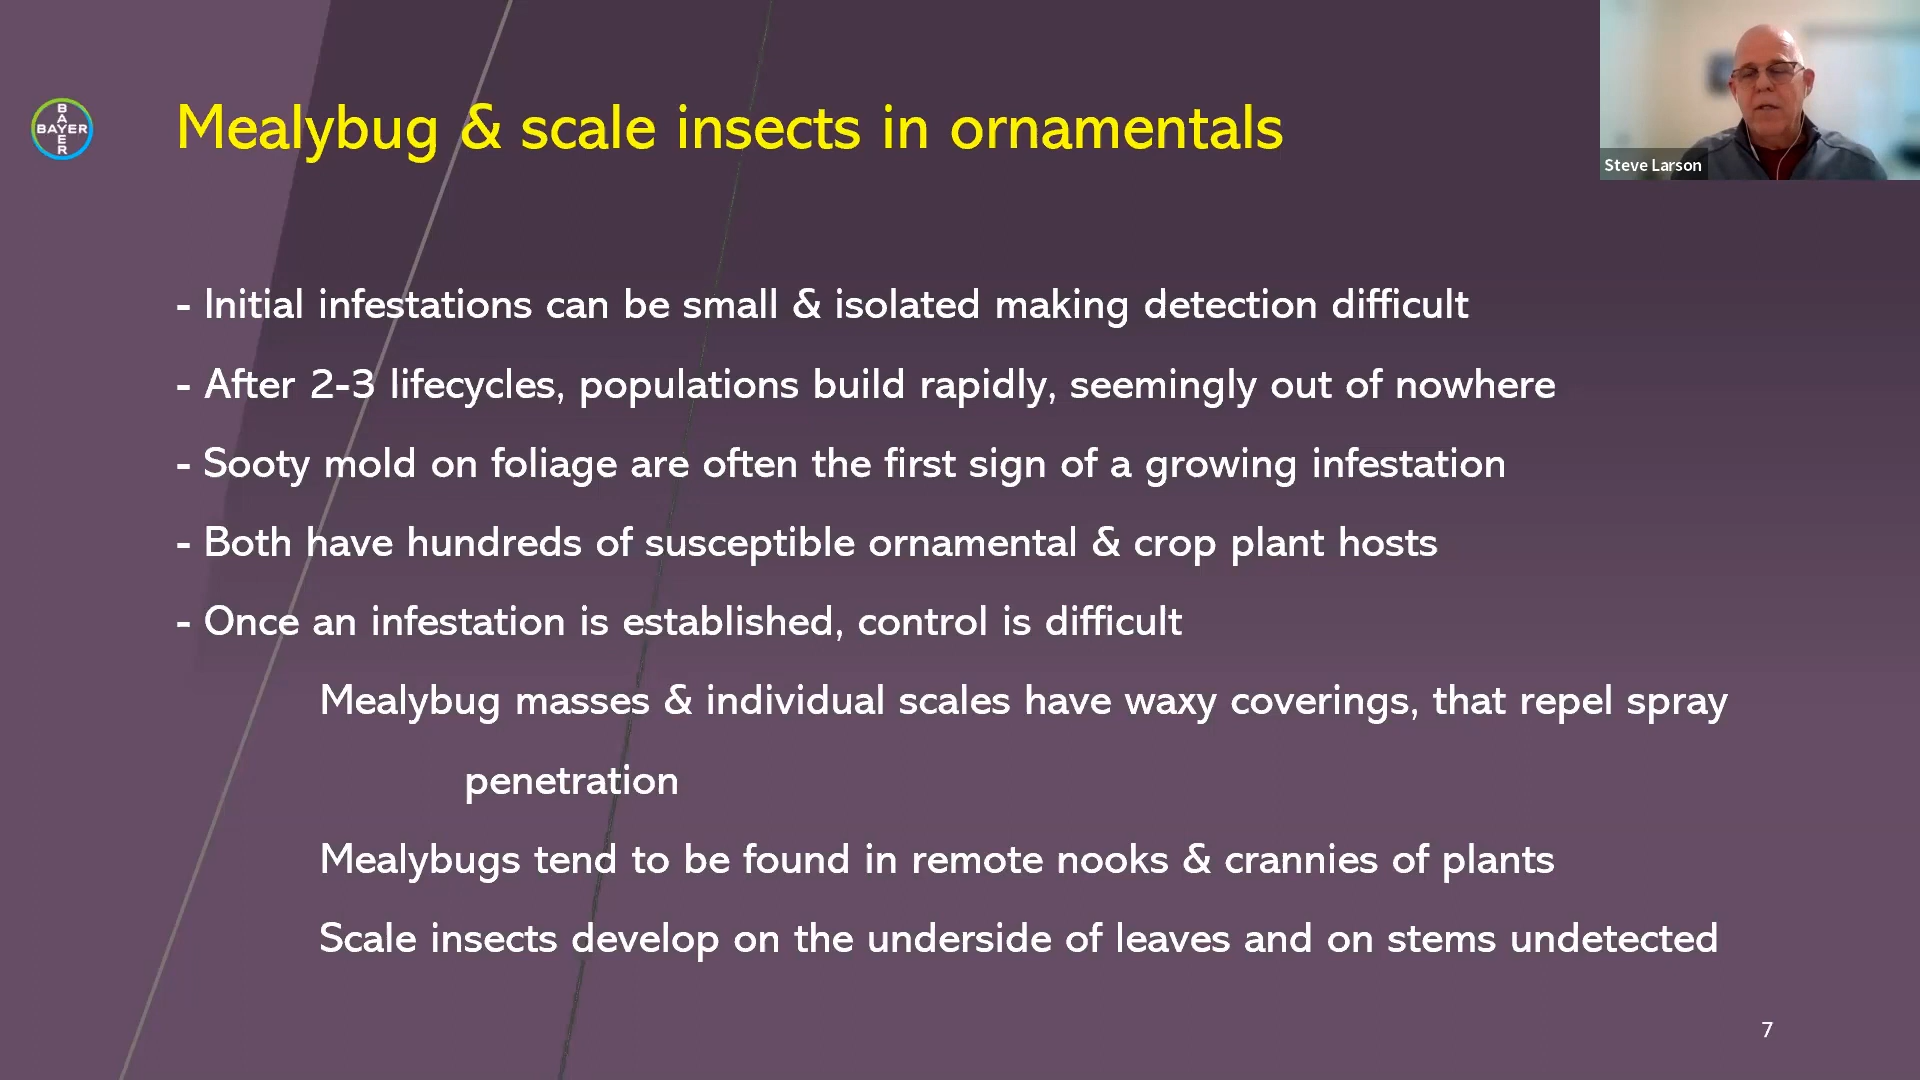 BAYER
BAYER
Mealybug & scale insects in ornamentals
Steve Larson
- Initial infestations can be small & isolated making detection difficult
- After 2-3 lifecycles, populations build rapidly, seemingly out of nowhere
- Sooty mold on foliage are often the first sign of a growing infestation
- Both have hundreds of susceptible ornamental & crop plant hosts
- Once an infestation is established, control is difficult
Mealybug masses & individual scales have waxy coverings, that repel spray
penetration
Mealybugs tend to be found in remote nooks & crannies of plants
Scale insects develop on the underside of leaves and on stems undetected
7